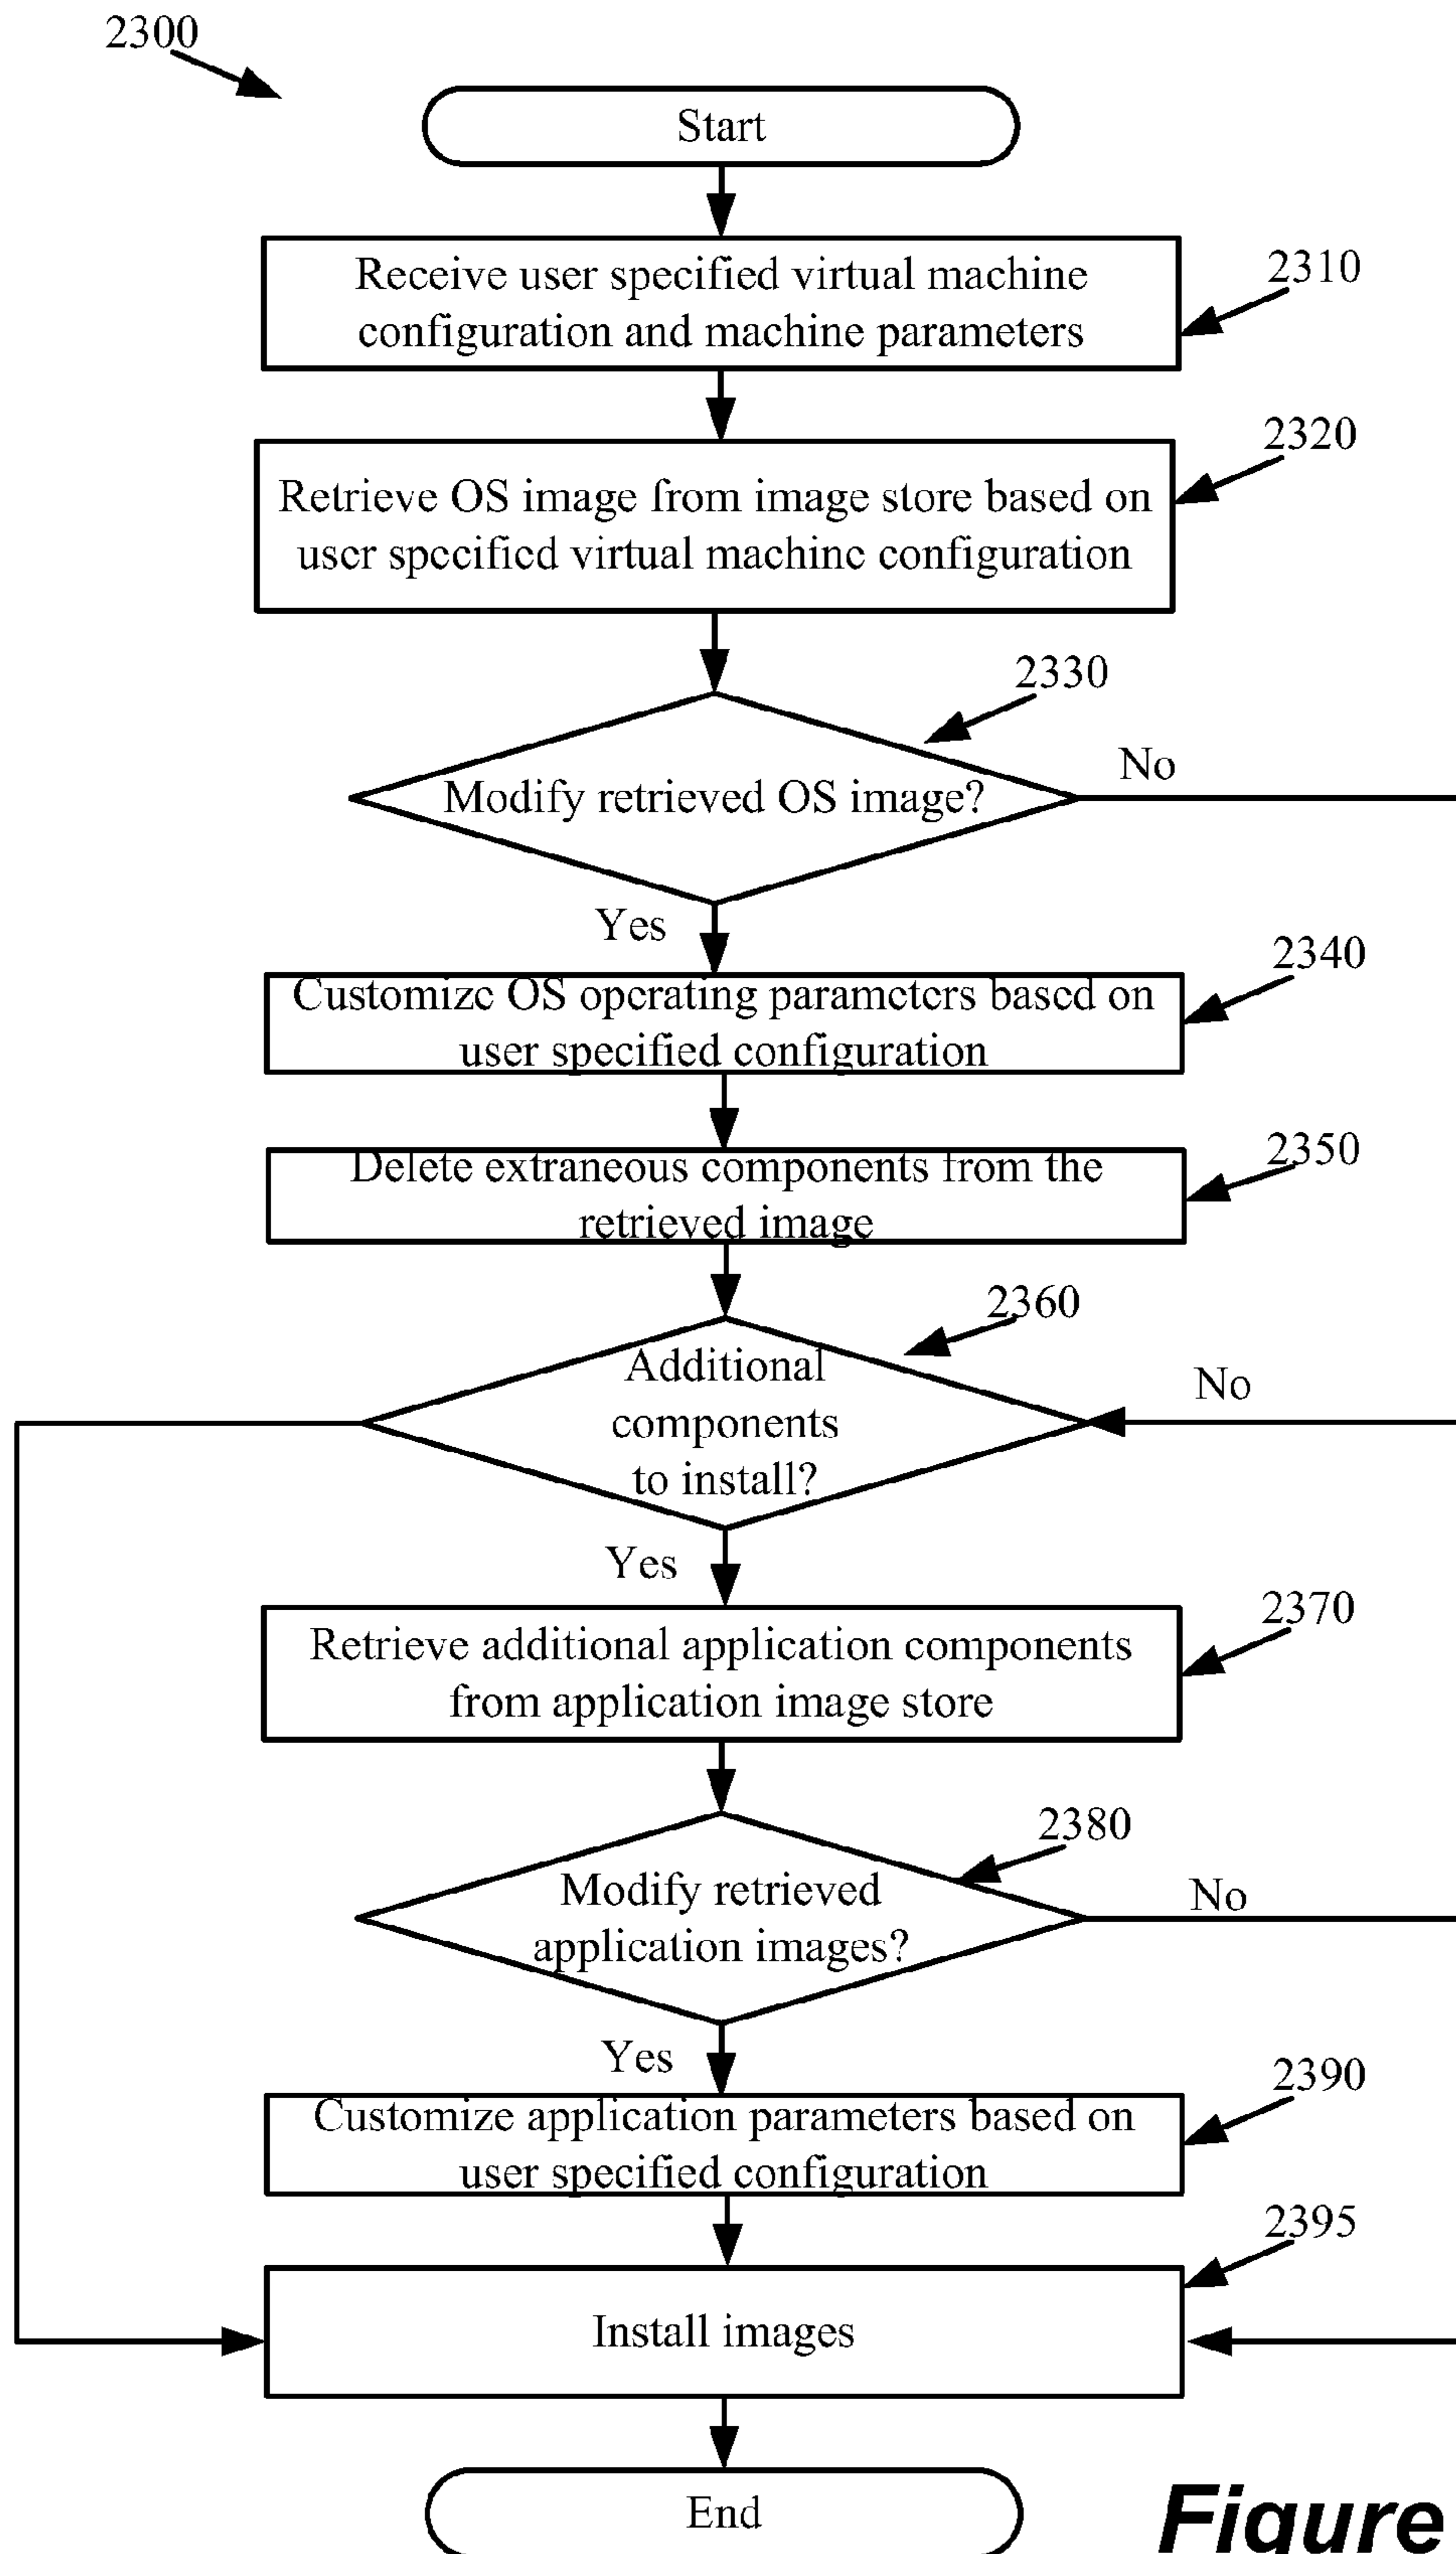 2300
Start
Receive user specified virtual machine
configuration and machine parameters
2310
Retrieve OS image from image store based on
user specified virtual machine configuration
2320
2330
Modify retrieved OS image?
No
Yes
Customize OS operating parameters based on
user specified configuration
2340
Delete extraneous components from the
retrieved image
2350
2360
Additional
components
to install?
No
Yes
Retrieve additional application components
from application image store
2370
2380
Modify retrieved
application images?
No
Yes
Customize application parameters based on
user specified configuration
2390
2395
Install images
End
Figure